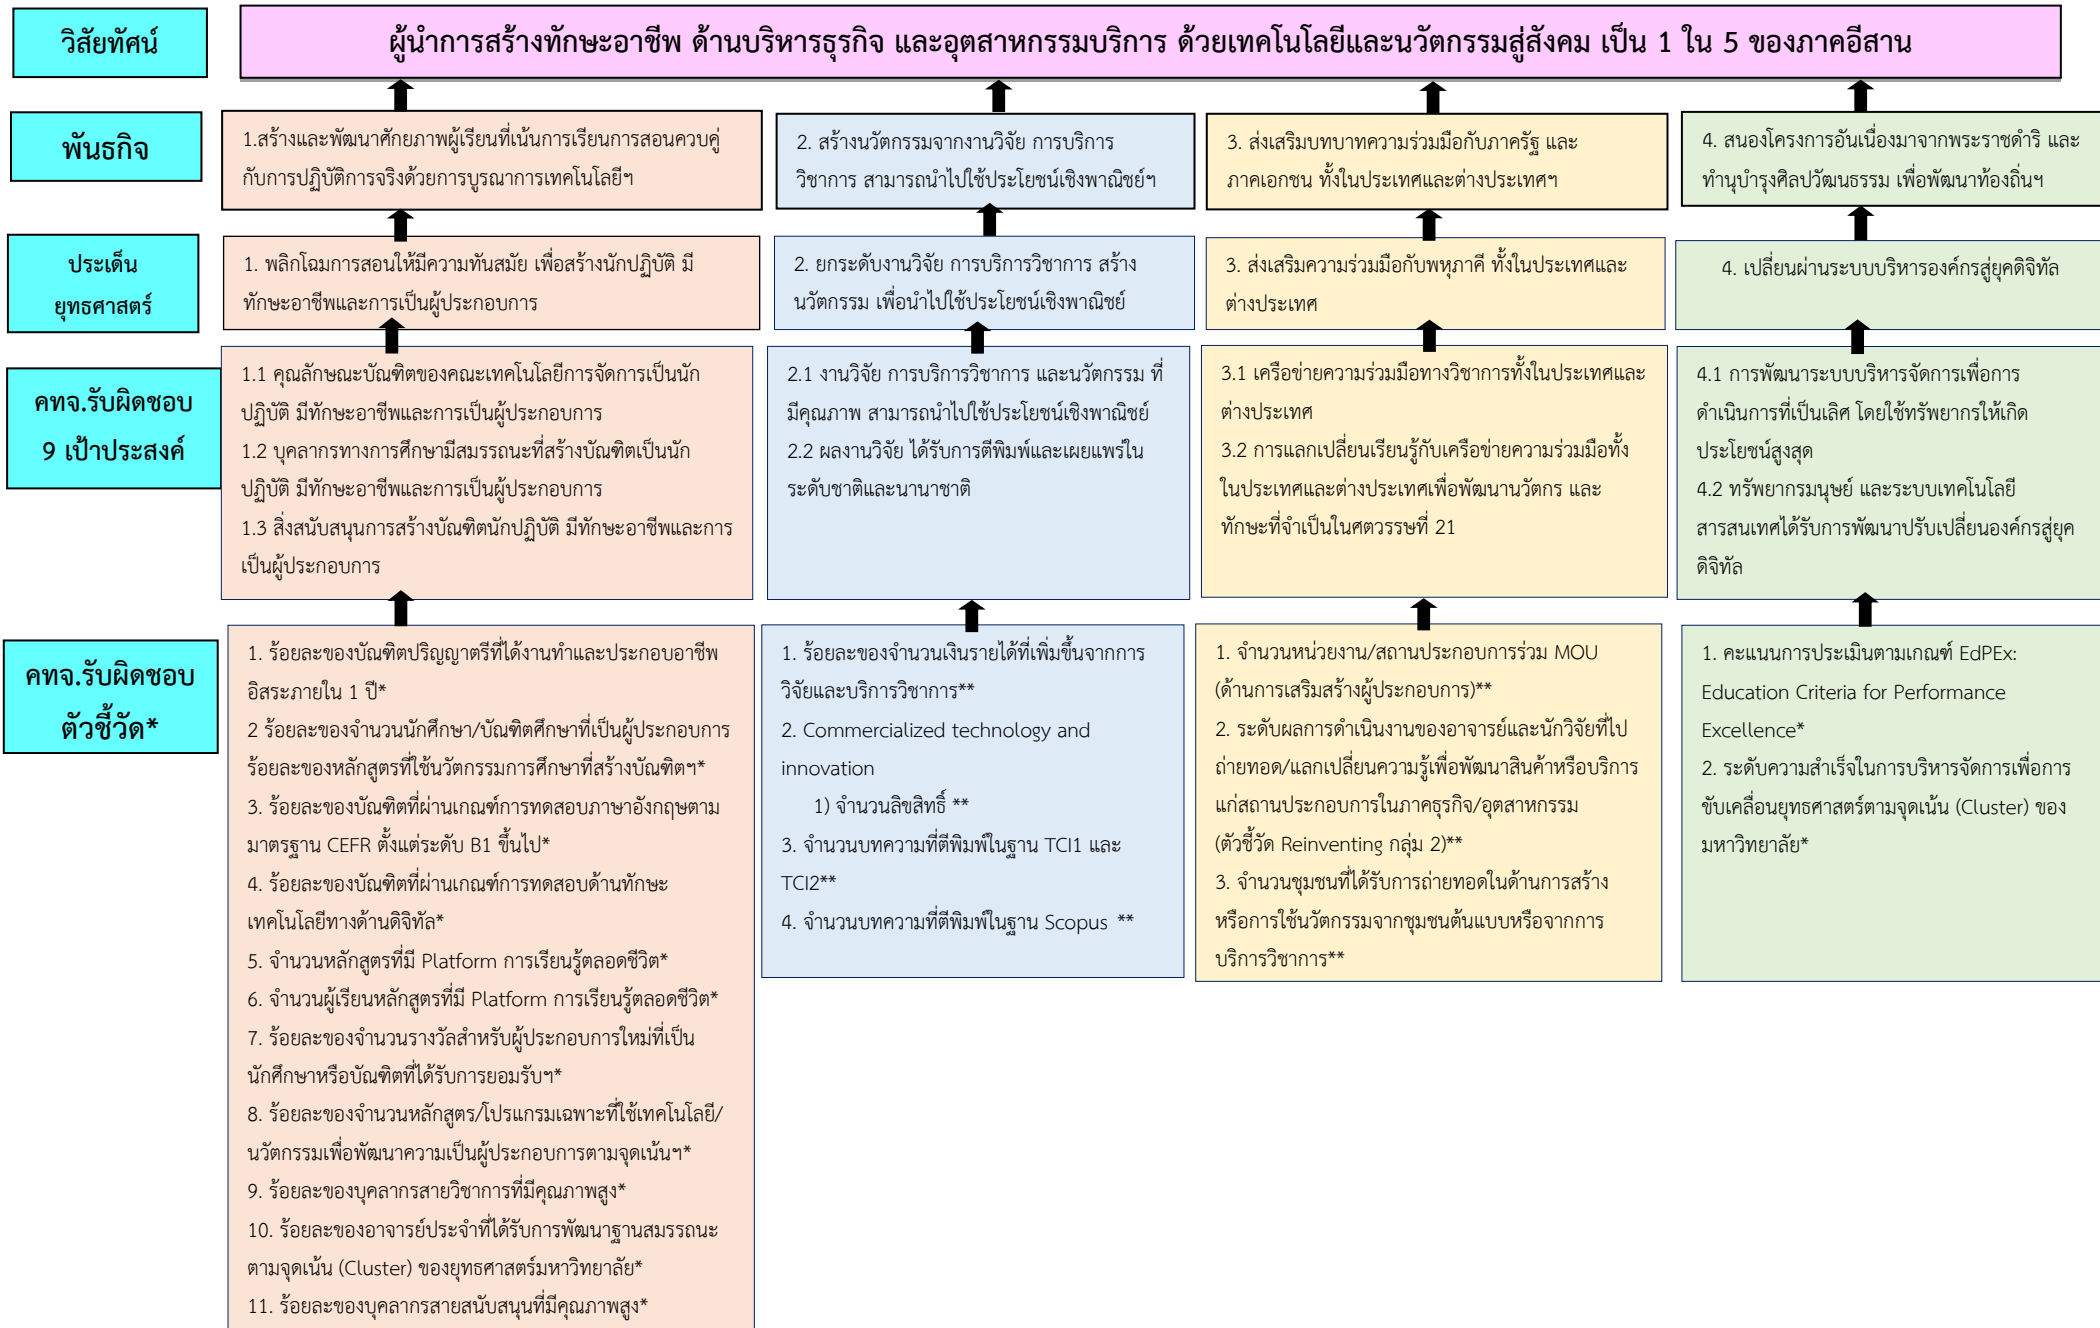 วิสัยทัศน์
ผู้นำการสร้างทักษะอาชีพ ด้านบริหารธุรกิจ และอุตสาหกรรมบริการ ด้วยเทคโนโลยีและนวัตกรรมสู่สังคม เป็น 1 ใน 5 ของภาคอีสาน
พันธกิจ
1.สร้างและพัฒนาศักยภาพผู้เรียนที่เน้นการเรียนการสอนควบคู่
กับการปฏิบัติการจริงด้วยการบูรณาการเทคโนโลยีฯ
2. สร้างนวัตกรรมจากงานวิจัย การบริการ
วิชาการ สามารถนำไปใช้ประโยชน์เชิงพาณิชย์ฯ
3. ส่งเสริมบทบาทความร่วมมือกับภาครัฐ และ
ภาคเอกชน ทั้งในประเทศและต่างประเทศฯ
4. สนองโครงการอันเนื่องมาจากพระราชดำริ และ
ทำนุบำรุงศิลปวัฒนธรรม เพื่อพัฒนาท้องถิ่นฯ
ประเด็น
ยุทธศาสตร์
1. พลิกโฉมการสอนให้มีความทันสมัย เพื่อสร้างนักปฏิบัติ มี
ทักษะอาชีพและการเป็นผู้ประกอบการ
2. ยกระดับงานวิจัย การบริการวิชาการ สร้าง
นวัตกรรม เพื่อนำไปใช้ประโยชน์เชิงพาณิชย์
3. ส่งเสริมความร่วมมือกับพหุภาคี ทั้งในประเทศและ
ต่างประเทศ
4. เปลี่ยนผ่านระบบบริหารองค์กรสู่ยุคดิจิทัล
คทจ.รับผิดชอบ
9 เป้าประสงค์
1.1 คุณลักษณะบัณฑิตของคณะเทคโนโลยีการจัดการเป็นนัก
ปฏิบัติ มีทักษะอาชีพและการเป็นผู้ประกอบการ
1.2 บุคลากรทางการศึกษามีสมรรถนะที่สร้างบัณฑิตเป็นนัก
ปฏิบัติ มีทักษะอาชีพและการเป็นผู้ประกอบการ
1.3 สิ่งสนับสนุนการสร้างบัณฑิตนักปฏิบัติ มีทักษะอาชีพและการ
เป็นผู้ประกอบการ
2.1 งานวิจัย การบริการวิชาการ และนวัตกรรม ที่
มีคุณภาพ สามารถนำไปใช้ประโยชน์เชิงพาณิชย์
2.2 ผลงานวิจัย ได้รับการตีพิมพ์และเผยแพร่ใน
ระดับชาติและนานาชาติ
3.1 เครือข่ายความร่วมมือทางวิชาการทั้งในประเทศและ
ต่างประเทศ
3.2 การแลกเปลี่ยนเรียนรู้กับเครือข่ายความร่วมมือทั้ง
ในประเทศและต่างประเทศเพื่อพัฒนานวัตกร และ
ทักษะที่จำเป็นในศตวรรษที่ 21
4.1 การพัฒนาระบบบริหารจัดการเพื่อการ
ดำเนินการที่เป็นเลิศ โดยใช้ทรัพยากรให้เกิด
ประโยชน์สูงสุด
4.2 ทรัพยากรมนุษย์ และระบบเทคโนโลยี
สารสนเทศได้รับการพัฒนาปรับเปลี่ยนองค์กรสู่ยุค
ดิจิทัล
คทจ.รับผิดชอบ
ตัวชี้วัด*
1. ร้อยละของบัณฑิตปริญญาตรีที่ได้งานทำและประกอบอาชีพ
อิสระภายใน 1 ปี*
2 ร้อยละของจำนวนนักศึกษา/บัณฑิตศึกษาที่เป็นผู้ประกอบการ
ร้อยละของหลักสูตรที่ใช้นวัตกรรมการศึกษาที่สร้างบัณฑิตฯ*
3. ร้อยละของบัณฑิตที่ผ่านเกณฑ์การทดสอบภาษาอังกฤษตาม
มาตรฐาน CEFR ตั้งแต่ระดับ B1 ขึ้นไป*
4. ร้อยละของบัณฑิตที่ผ่านเกณฑ์การทดสอบด้านทักษะ
เทคโนโลยีทางด้านดิจิทัล*
5. จำนวนหลักสูตรที่มี Platform การเรียนรู้ตลอดชีวิต*
6. จำนวนผู้เรียนหลักสูตรที่มี Platform การเรียนรู้ตลอดชีวิต*
7. ร้อยละของจำนวนรางวัลสำหรับผู้ประกอบการใหม่ที่เป็น
นักศึกษาหรือบัณฑิตที่ได้รับการยอมรับฯ*
8. ร้อยละของจำนวนหลักสูตร/โปรแกรมเฉพาะที่ใช้เทคโนโลยี/
นวัตกรรมเพื่อพัฒนาความเป็นผู้ประกอบการตามจุดเน้นฯ*
9. ร้อยละของบุคลากรสายวิชาการที่มีคุณภาพสูง*
10. ร้อยละของอาจารย์ประจำที่ได้รับการพัฒนาฐานสมรรถนะ
ตามจุดเน้น (Cluster) ของยุทธศาสตร์มหาวิทยาลัย*
11. ร้อยละของบุคลากรสายสนับสนุนที่มีคุณภาพสูง*
1. ร้อยละของจำนวนเงินรายได้ที่เพิ่มขึ้นจากการ
วิจัยและบริการวิชาการ**
2. Commercialized technology and
innovation
1) จำนวนลิขสิทธิ์ **
3. จำนวนบทความที่ตีพิมพ์ในฐาน TCI1 และ
TCI2**
4. จำนวนบทความที่ตีพิมพ์ในฐาน Scopus **
1. จำนวนหน่วยงาน/สถานประกอบการร่วม MOU
(ด้านการเสริมสร้างผู้ประกอบการ)**
2. ระดับผลการดำเนินงานของอาจารย์และนักวิจัยที่ไป
ถ่ายทอด/แลกเปลี่ยนความรู้เพื่อพัฒนาสินค้าหรือบริการ
แก่สถานประกอบการในภาคธุรกิจ/อุตสาหกรรม
(ตัวชี้วัด Reinventing กลุ่ม 2)**
3. จำนวนชุมชนที่ได้รับการถ่ายทอดในด้านการสร้าง
หรือการใช้นวัตกรรมจากชุมชนต้นแบบหรือจากการ
บริการวิชาการ**
1. คะแนนการประเมินตามเกณฑ์ EdPEx:
Education Criteria for Performance
Excellence*
2. ระดับความสำเร็จในการบริหารจัดการเพื่อการ
ขับเคลื่อนยุทธศาสตร์ตามจุดเน้น (Cluster) ของ
มหาวิทยาลัย*